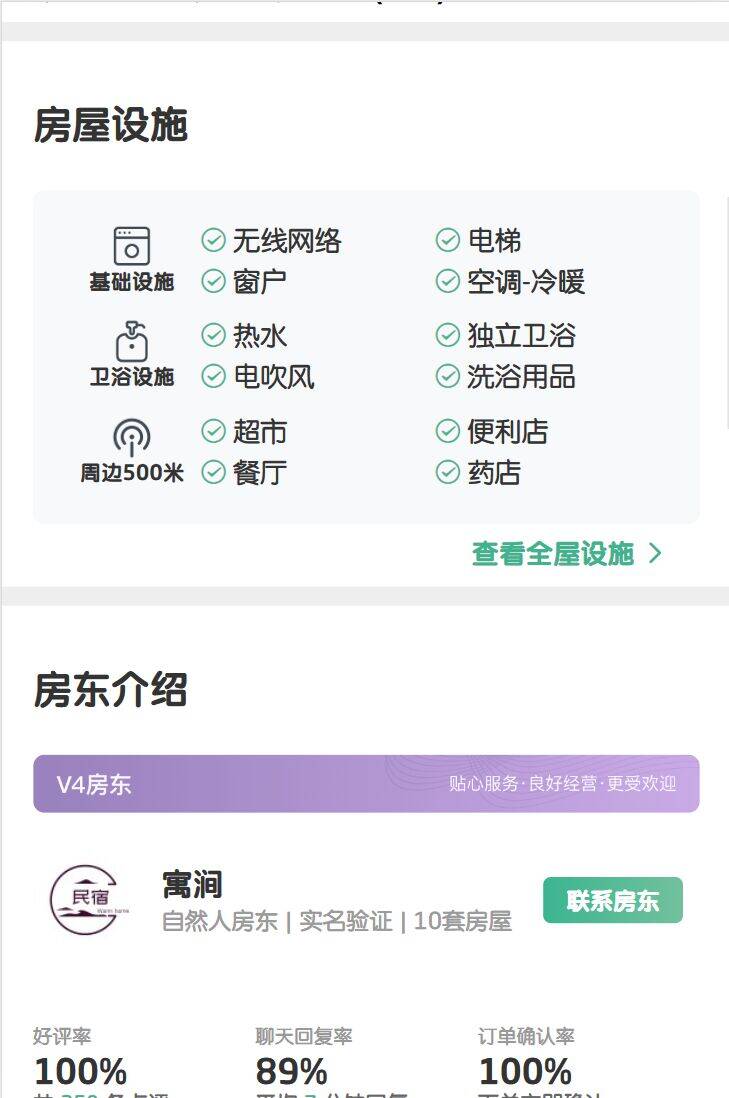 房屋设施
基础设施
无线网络 电梯
窗户 空调-冷暖
卫浴设施
热水 独立卫浴
电吹风 洗浴用品
周边500米
超市 便利店
餐厅 药店
查看全屋设施
房东介绍
V4房东 贴心服务·良好经营·更受欢迎
民宿
Warm home
寓涧
自然人房东 | 实名验证 | 10套房屋
联系房东
好评率 聊天回复率 订单确认率
100% 89% 100%